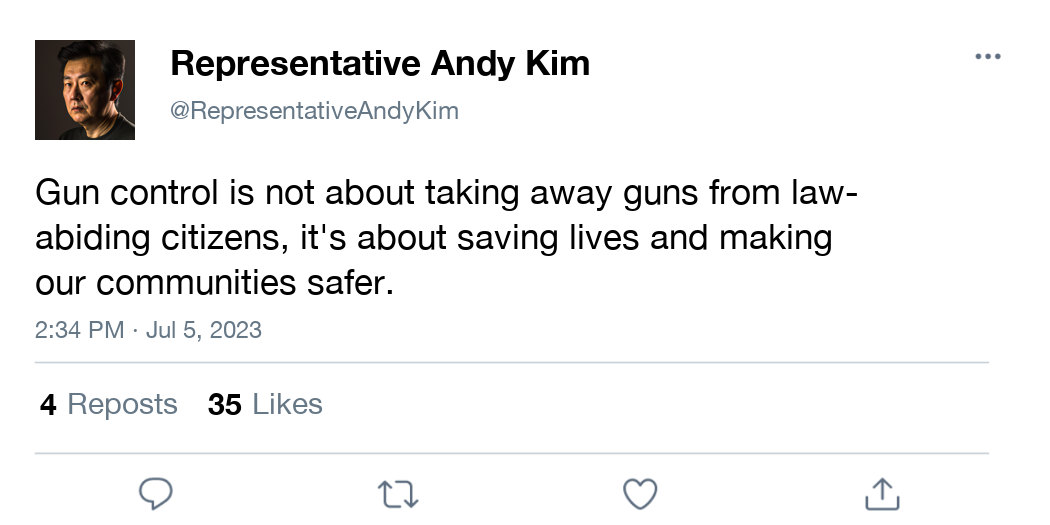 Representative Andy Kim
@RepresentativeAndyKim
Gun control is not about taking away guns from law-
abiding citizens, it's about saving lives and making
our communities safer.
2:34 PM · Jul 5, 2023
4 Reposts 35 Likes